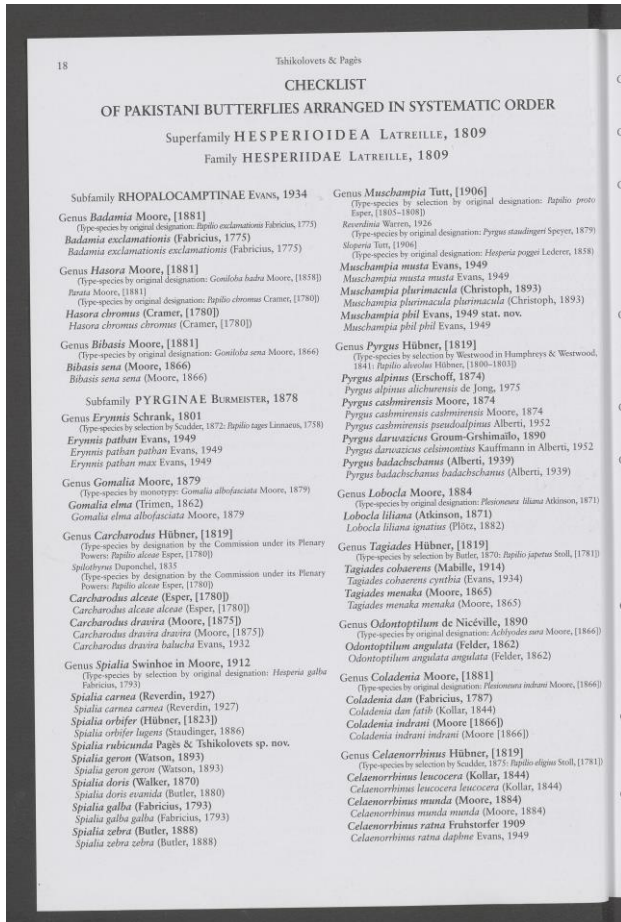 18
Tshikolovets & Pagès
CHECKLIST
OF PAKISTANI BUTTERFLIES ARRANGED IN SYSTEMATIC ORDER
Superfamily HESPERIOIDEA LATREILLE, 1809
Family HESPERIIDAE LATREILLE, 1809
Subfamily RHOPALOCAMPTINAE EVANS, 1934
Genus Badamia Moore, [1881]
(Type-species by original designation: Papilio exclamationis Fabricius, 1775)
Badamia exclamationis (Fabricius, 1775)
Badamia exclamationis exclamationis (Fabricius, 1775)
Genus Hasora Moore, [1881]
(Type-species by original designation: Goniloba badra Moore, [1858])
Parata Moore, [1881]
(Type-species by original designation: Papilio chromus Cramer, [1780])
Hasora chromus (Cramer, [1780])
Hasora chromus chromus (Cramer, [1780])
Genus Bibasis Moore, [1881]
(Type-species by original designation: Goniloba sena Moore, 1866)
Bibasis sena (Moore, 1866)
Bibasis sena sena (Moore, 1866)
Subfamily PYRGINAE BURMEISTER, 1878
Genus Erynnis Schrank, 1801
(Type-species by selection by Scudder, 1872: Papilio tages Linnaeus, 1758)
Erynnis pathan Evans, 1949
Erynnis pathan pathan Evans, 1949
Erynnis pathan max Evans, 1949
Genus Gomalia Moore, 1879
(Type-species by monotypy: Gomalia albofasciata Moore, 1879)
Gomalia elma (Trimen, 1862)
Gomalia elma albofasciata Moore, 1879
Genus Carcharodus Hübner, [1819]
(Type-species by designation by the Commission under its Plenary
Powers: Papilio alceae Esper, [1780])
Spilothyrus Duponchel, 1835
(Type-species by designation by the Commission under its Plenary
Powers: Papilio alceae Esper, [1780])
Carcharodus alceae (Esper, [1780])
Carcharodus alceae alceae (Esper, [1780])
Carcharodus dravira (Moore, [1875])
Carcharodus dravira dravira (Moore, [1875])
Carcharodus dravira balucha Evans, 1932
Genus Spialia Swinhoe in Moore, 1912
(Type-species by selection by original designation: Hesperia galba
Fabricius, 1793)
Spialia carnea (Reverdin, 1927)
Spialia carnea carnea (Reverdin, 1927)
Spialia orbifer (Hübner, [1823])
Spialia orbifer lugens (Staudinger, 1886)
Spialia rubicunda Pagès & Tshikolovets sp. nov.
Spialia geron (Watson, 1893)
Spialia geron geron (Watson, 1893)
Spialia doris (Walker, 1870)
Spialia doris evanida (Butler, 1880)
Spialia galba (Fabricius, 1793)
Spialia galba galba (Fabricius, 1793)
Spialia zebra (Butler, 1888)
Spialia zebra zebra (Butler, 1888)
Genus Muschampia Tutt, [1906]
(Type-species by selection by original designation: Papilio proto
Esper, [1805–1808])
Reverdinia Warren, 1926
(Type-species by original designation: Pyrgus staudingeri Speyer, 1879)
Sloperia Tutt, [1906]
(Type-species by original designation: Hesperia poggei Lederer, 1858)
Muschampia musta Evans, 1949
Muschampia musta musta Evans, 1949
Muschampia plurimacula (Christoph, 1893)
Muschampia plurimacula plurimacula (Christoph, 1893)
Muschampia phil Evans, 1949 stat. nov.
Muschampia phil phil Evans, 1949
Genus Pyrgus Hübner, [1819]
(Type-species by selection by Westwood in Humphreys & Westwood,
1841: Papilio alveolus Hübner, [1800–1803])
Pyrgus alpinus (Erschoff, 1874)
Pyrgus alpinus alichurensis de Jong, 1975
Pyrgus cashmirensis Moore, 1874
Pyrgus cashmirensis cashmirensis Moore, 1874
Pyrgus cashmirensis pseudoalpinus Alberti, 1952
Pyrgus darwazicus Groum-Grshimaïlo, 1890
Pyrgus darwazicus celsimontius Kauffmann in Alberti, 1952
Pyrgus badachschanus (Alberti, 1939)
Pyrgus badachschanus badachschanus (Alberti, 1939)
Genus Lobocla Moore, 1884
(Type-species by original designation: Plesioneura liliana Atkinson, 1871)
Lobocla liliana (Atkinson, 1871)
Lobocla liliana ignatius (Plötz, 1882)
Genus Tagiades Hübner, [1819]
(Type-species by selection by Butler, 1870: Papilio japetus Stoll, [1781])
Tagiades cohaerens (Mabille, 1914)
Tagiades cohaerens cynthia (Evans, 1934)
Tagiades menaka (Moore, 1865)
Tagiades menaka menaka (Moore, 1865)
Genus Odontoptilum de Nicéville, 1890
(Type-species by original designation: Achlyodes sura Moore, [1866])
Odontoptilum angulata (Felder, 1862)
Odontoptilum angulata angulata (Felder, 1862)
Genus Coladenia Moore, [1881]
(Type-species by original designation: Plesioneura indrani Moore, [1866])
Coladenia dan (Fabricius, 1787)
Coladenia dan fatih (Kollar, 1844)
Coladenia indrani (Moore [1866])
Coladenia indrani indrani (Moore [1866])
Genus Celaenorrhinus Hübner, [1819]
(Type-species by selection by Scudder, 1875: Papilio eligius Stoll, [1781])
Celaenorrhinus leucocera (Kollar, 1844)
Celaenorrhinus leucocera leucocera (Kollar, 1844)
Celaenorrhinus munda (Moore, 1884)
Celaenorrhinus munda munda (Moore, 1884)
Celaenorrhinus ratna Fruhstorfer 1909
Celaenorrhinus ratna daphne Evans, 1949